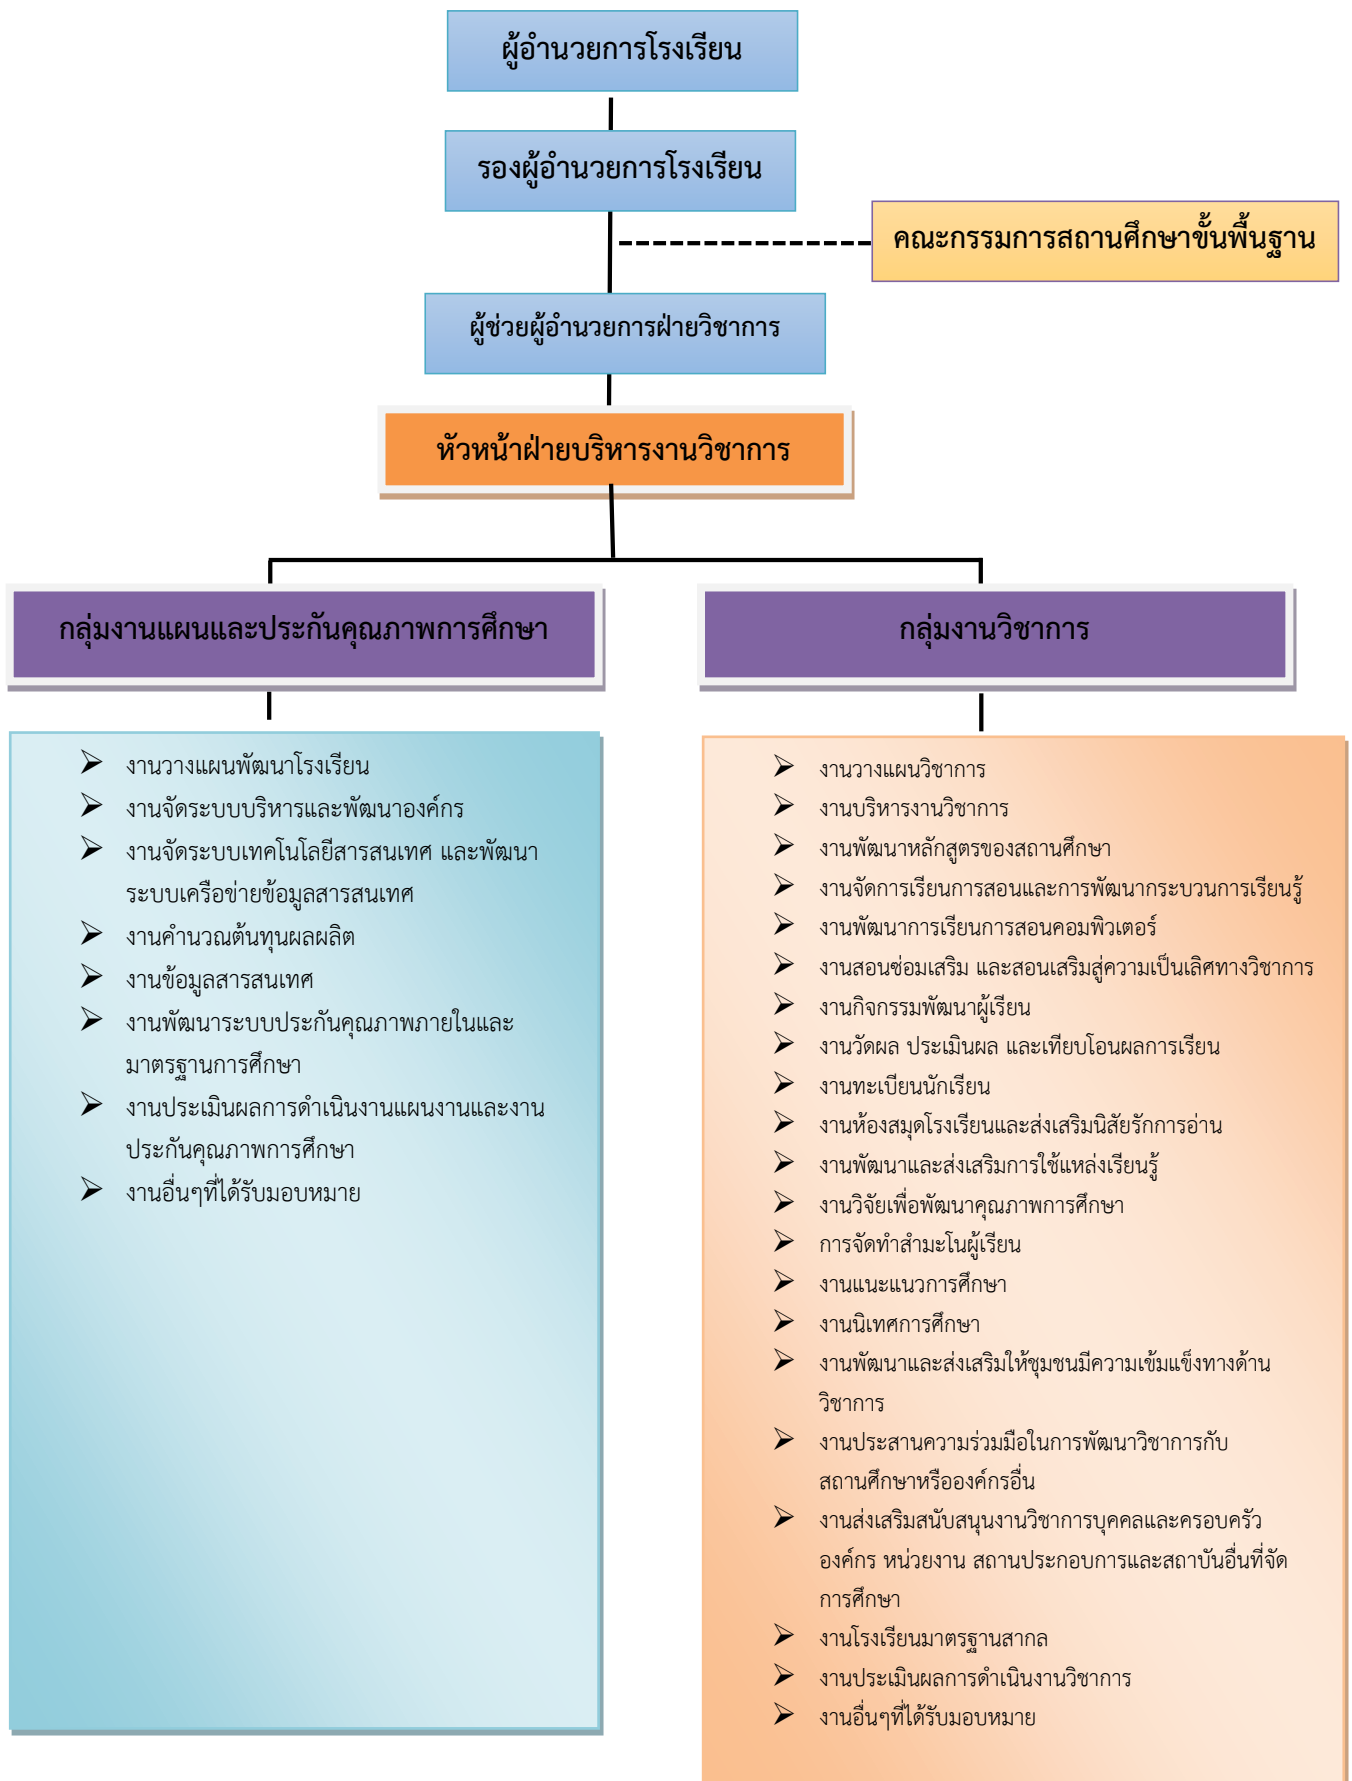 ผู้อำนวยการโรงเรียน
รองผู้อำนวยการโรงเรียน
คณะกรรมการสถานศึกษาขั้นพื้นฐาน
ผู้ช่วยผู้อำนวยการฝ่ายวิชาการ
หัวหน้าฝ่ายบริหารงานวิชาการ
กลุ่มงานแผนและประกันคุณภาพการศึกษา
งานวางแผนพัฒนาโรงเรียน
งานจัดระบบบริหารและพัฒนาองค์กร
งานจัดระบบเทคโนโลยีสารสนเทศ และพัฒนา
ระบบเครือข่ายข้อมูลสารสนเทศ
งานคำนวณต้นทุนผลผลิต
งานข้อมูลสารสนเทศ
งานพัฒนาระบบประกันคุณภาพภายในและ
มาตรฐานการศึกษา
งานประเมินผลการดำเนินงานแผนงานและงาน
ประกันคุณภาพการศึกษา
งานอื่นๆที่ได้รับมอบหมาย
กลุ่มงานวิชาการ
งานวางแผนวิชาการ
งานบริหารงานวิชาการ
งานพัฒนาหลักสูตรของสถานศึกษา
งานจัดการเรียนการสอนและการพัฒนากระบวนการเรียนรู้
งานพัฒนาการเรียนการสอนคอมพิวเตอร์
งานสอนซ่อมเสริม และสอนเสริมสู่ความเป็นเลิศทางวิชาการ
งานกิจกรรมพัฒนาผู้เรียน
งานวัดผล ประเมินผล และเทียบโอนผลการเรียน
งานทะเบียนนักเรียน
งานห้องสมุดโรงเรียนและส่งเสริมนิสัยรักการอ่าน
งานพัฒนาและส่งเสริมการใช้แหล่งเรียนรู้
งานวิจัยเพื่อพัฒนาคุณภาพการศึกษา
การจัดทำสำมะโนผู้เรียน
งานแนะแนวการศึกษา
งานนิเทศการศึกษา
งานพัฒนาและส่งเสริมให้ชุมชนมีความเข้มแข็งทางด้าน
วิชาการ
งานประสานความร่วมมือในการพัฒนาวิชาการกับ
สถานศึกษาหรือองค์กรอื่น
งานส่งเสริมสนับสนุนงานวิชาการบุคคลและครอบครัว
องค์กร หน่วยงาน สถานประกอบการและสถาบันอื่นที่จัด
การศึกษา
งานโรงเรียนมาตรฐานสากล
งานประเมินผลการดำเนินงานวิชาการ
งานอื่นๆที่ได้รับมอบหมาย